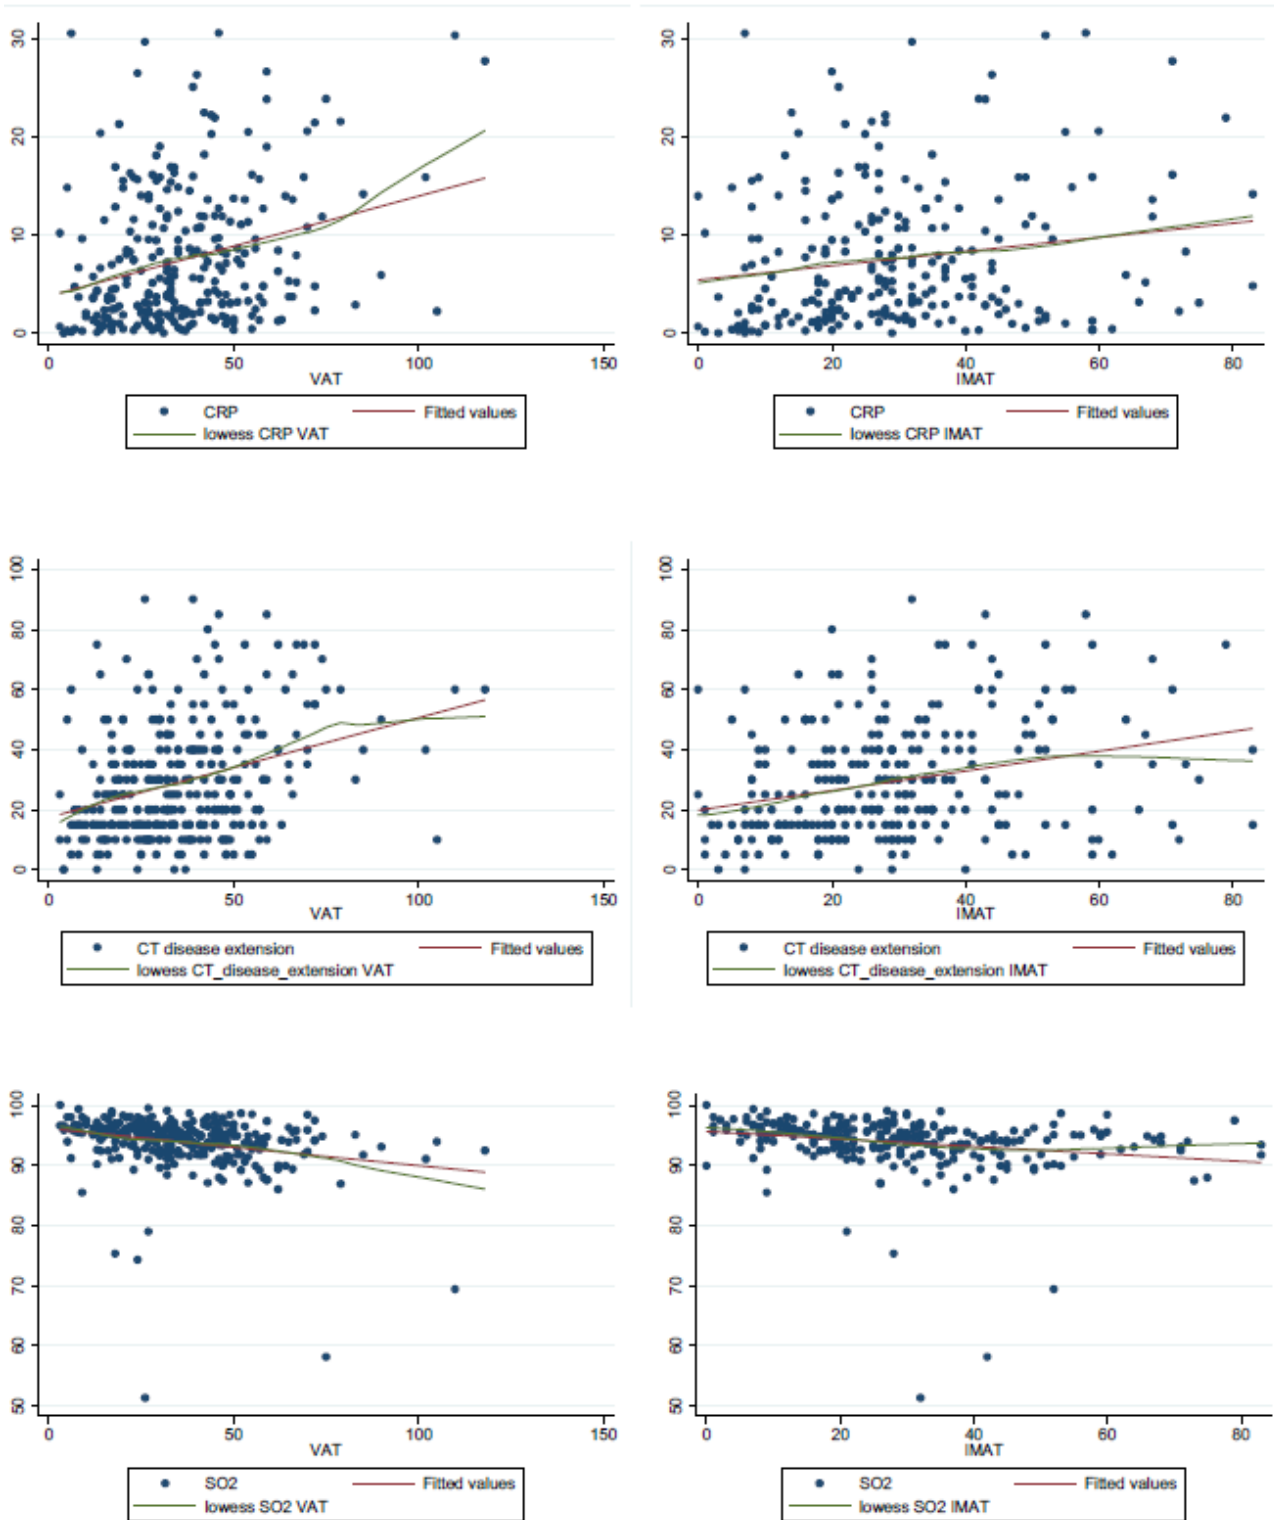 30
20
10
0
0 50 100 150
VAT
CRP Fitted values
lowess CRP VAT
30
20
10
0
0 20 40 60 80
IMAT
CRP Fitted values
lowess CRP IMAT
100
80
60
40
20
0
0 50 100 150
VAT
CT disease extension Fitted values
lowess CT_disease_extension VAT
100
80
60
40
20
0
0 20 40 60 80
IMAT
CT disease extension Fitted values
lowess CT_disease_extension IMAT
100
90
80
70
60
50
0 50 100 150
VAT
SO2 Fitted values
lowess SO2 VAT
100
90
80
70
60
50
0 20 40 60 80
IMAT
SO2 Fitted values
lowess SO2 IMAT